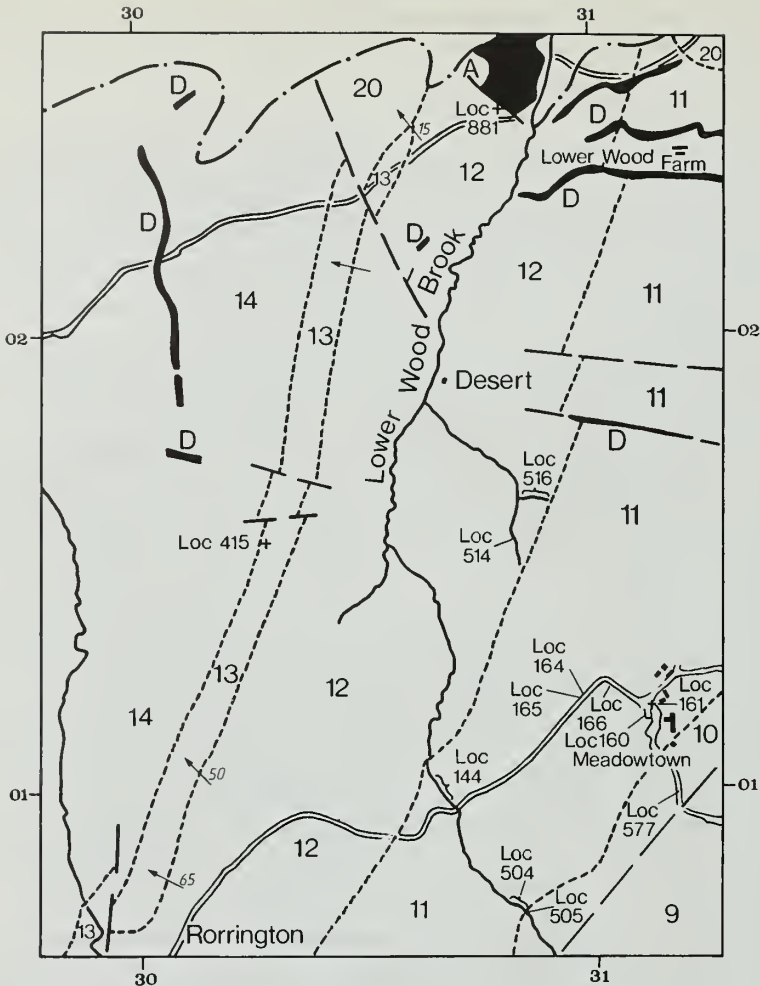 30
31
D
20
A
20
15
Loc +
881
D
11
13
12
Lower Wood Farm
D
D
D
Lower Wood Brook
12
14
11
02
13
02
Desert
11
D
D
Loc
516
11
Loc 415 +
Loc
514
Loc
164
13
Loc
165
Loc
166
Loc
161
12
14
Loc 160
10
Meadowtown
50
Loc
144
01
01
Loc
577
12
65
Loc
504
11
Loc
505
9
13
Rorrington
30
31